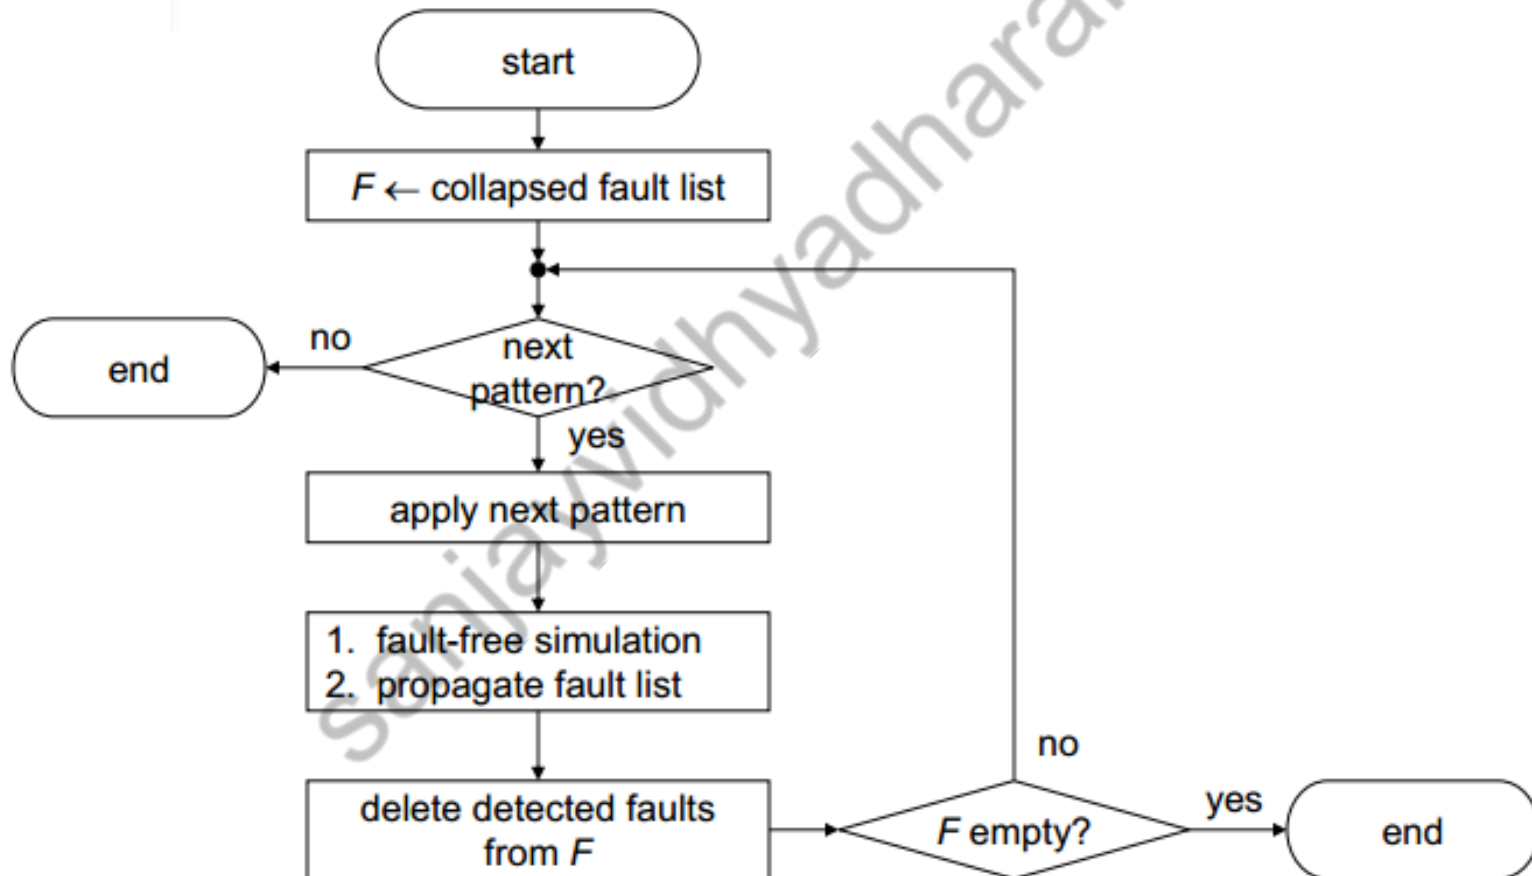 start
F ← collapsed fault list
next
pattern?
no
end
yes
apply next pattern
1. fault-free simulation
2. propagate fault list
delete detected faults
from F
F empty?
no
yes
end
sanjayvidhyadharan